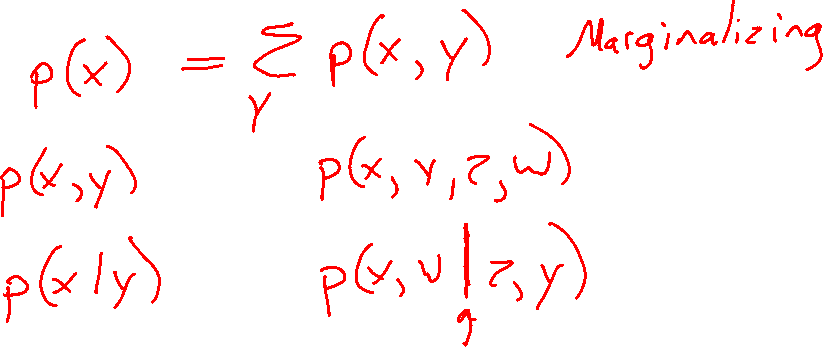 p(x) = Σ_y p(x, y) Marginalizing
p(x, y) p(x, y, z, w)
p(x | y) p(x, w | z, y)